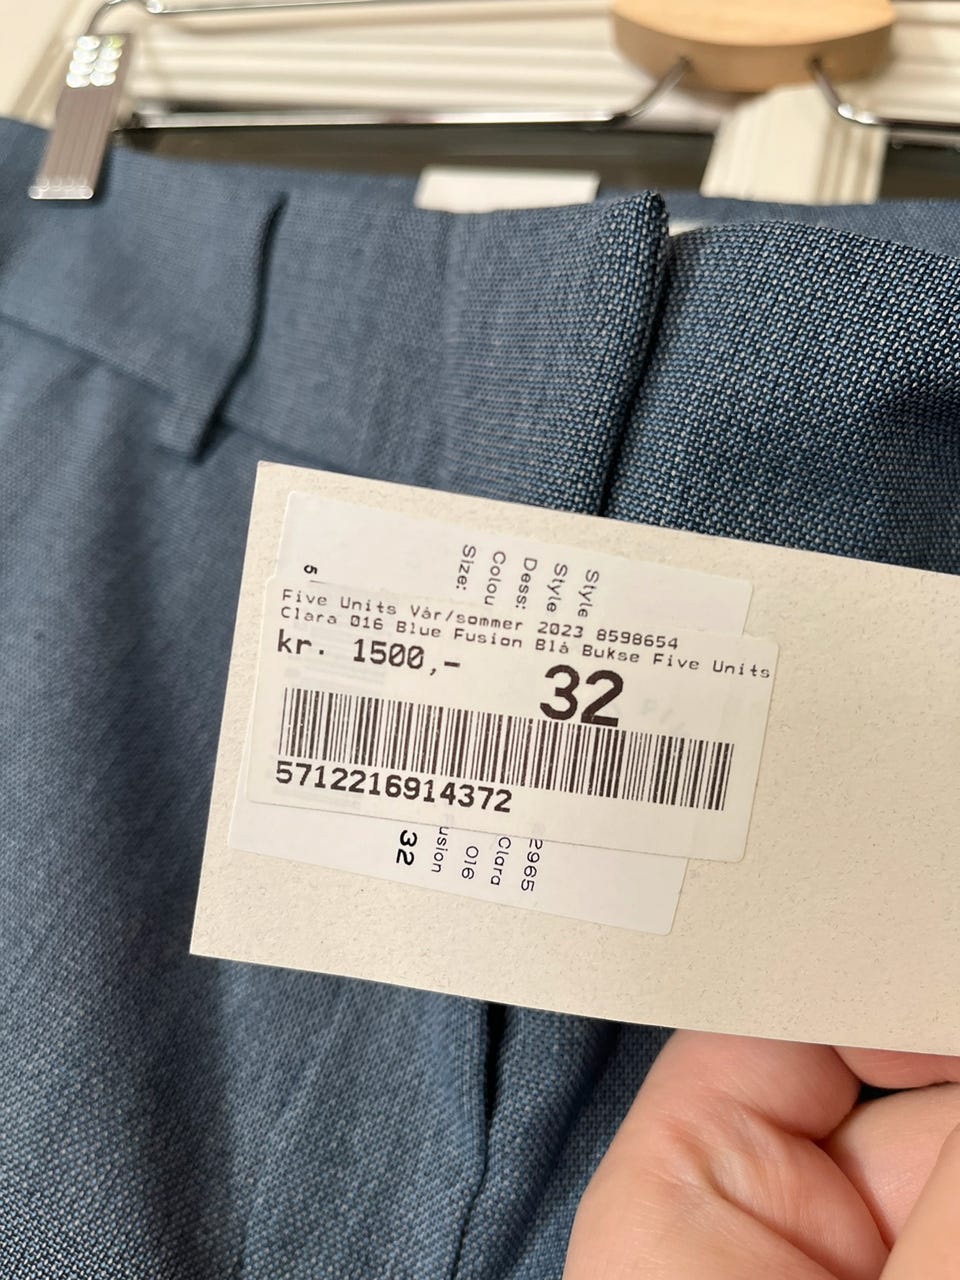 Style
Style
Dess:
Colou
Size:
5
Five Units Vår/sommer 2023 8598654
Clara 016 Blue Fusion Blå Bukse Five Units
kr. 1500,-
32
5712216914372
2965
Clara
016
usion
32